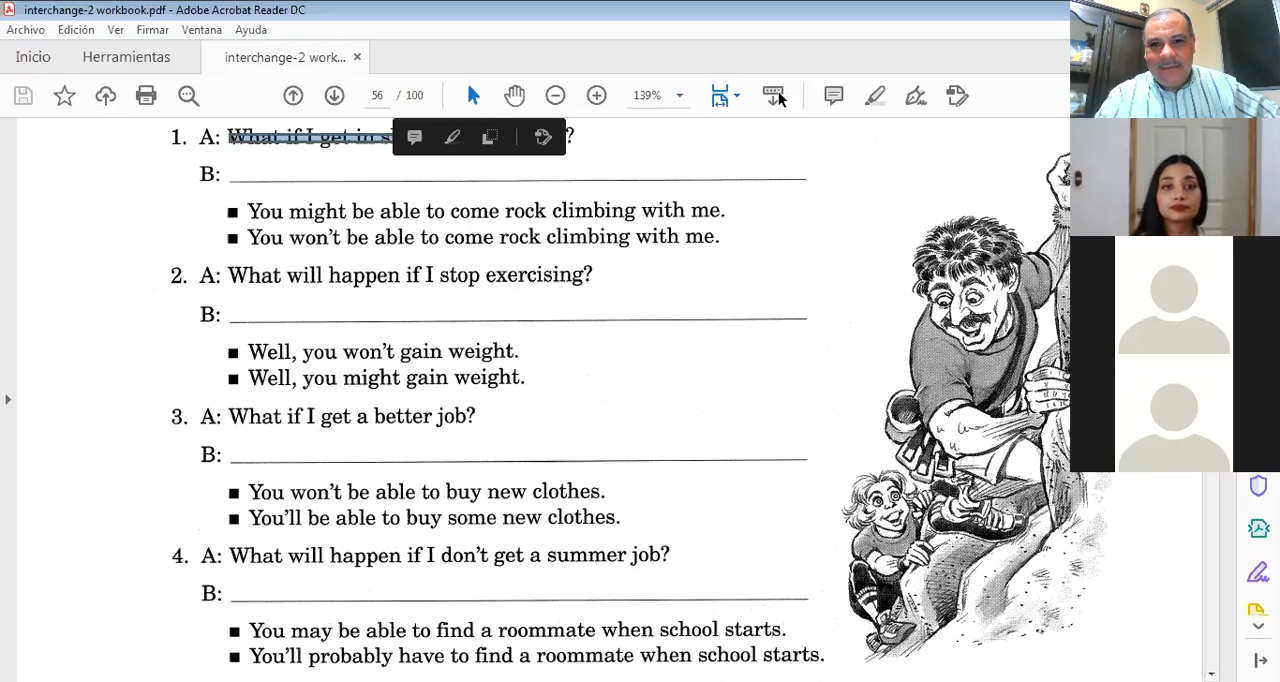 interchange-2 workbook.pdf - Adobe Acrobat Reader DC
Archivo Edición Ver Firmar Ventana Ayuda
Inicio Herramientas interchange-2 work... ×
56 / 100 139%
1. A: What if I get in ?
B:
■ You might be able to come rock climbing with me.
■ You won't be able to come rock climbing with me.
2. A: What will happen if I stop exercising?
B:
■ Well, you won't gain weight.
■ Well, you might gain weight.
3. A: What if I get a better job?
B:
■ You won't be able to buy new clothes.
■ You'll be able to buy some new clothes.
4. A: What will happen if I don't get a summer job?
B:
■ You may be able to find a roommate when school starts.
■ You'll probably have to find a roommate when school starts.